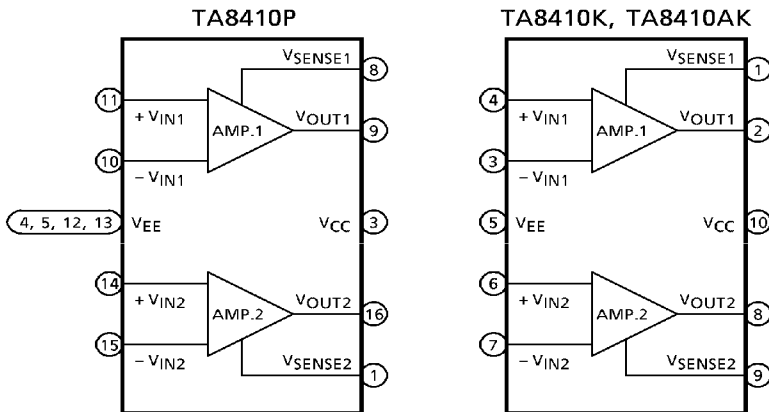 TA8410P
VSENSE1
8
11
+ VIN1
AMP.1
VOUT1
9
10
− VIN1
4, 5, 12, 13
VEE
VCC
3
14
+ VIN2
AMP.2
VOUT2
16
15
− VIN2
VSENSE2
1
TA8410K, TA8410AK
VSENSE1
1
4
+ VIN1
AMP.1
VOUT1
2
3
− VIN1
5
VEE
VCC
10
6
+ VIN2
AMP.2
VOUT2
8
7
− VIN2
VSENSE2
9